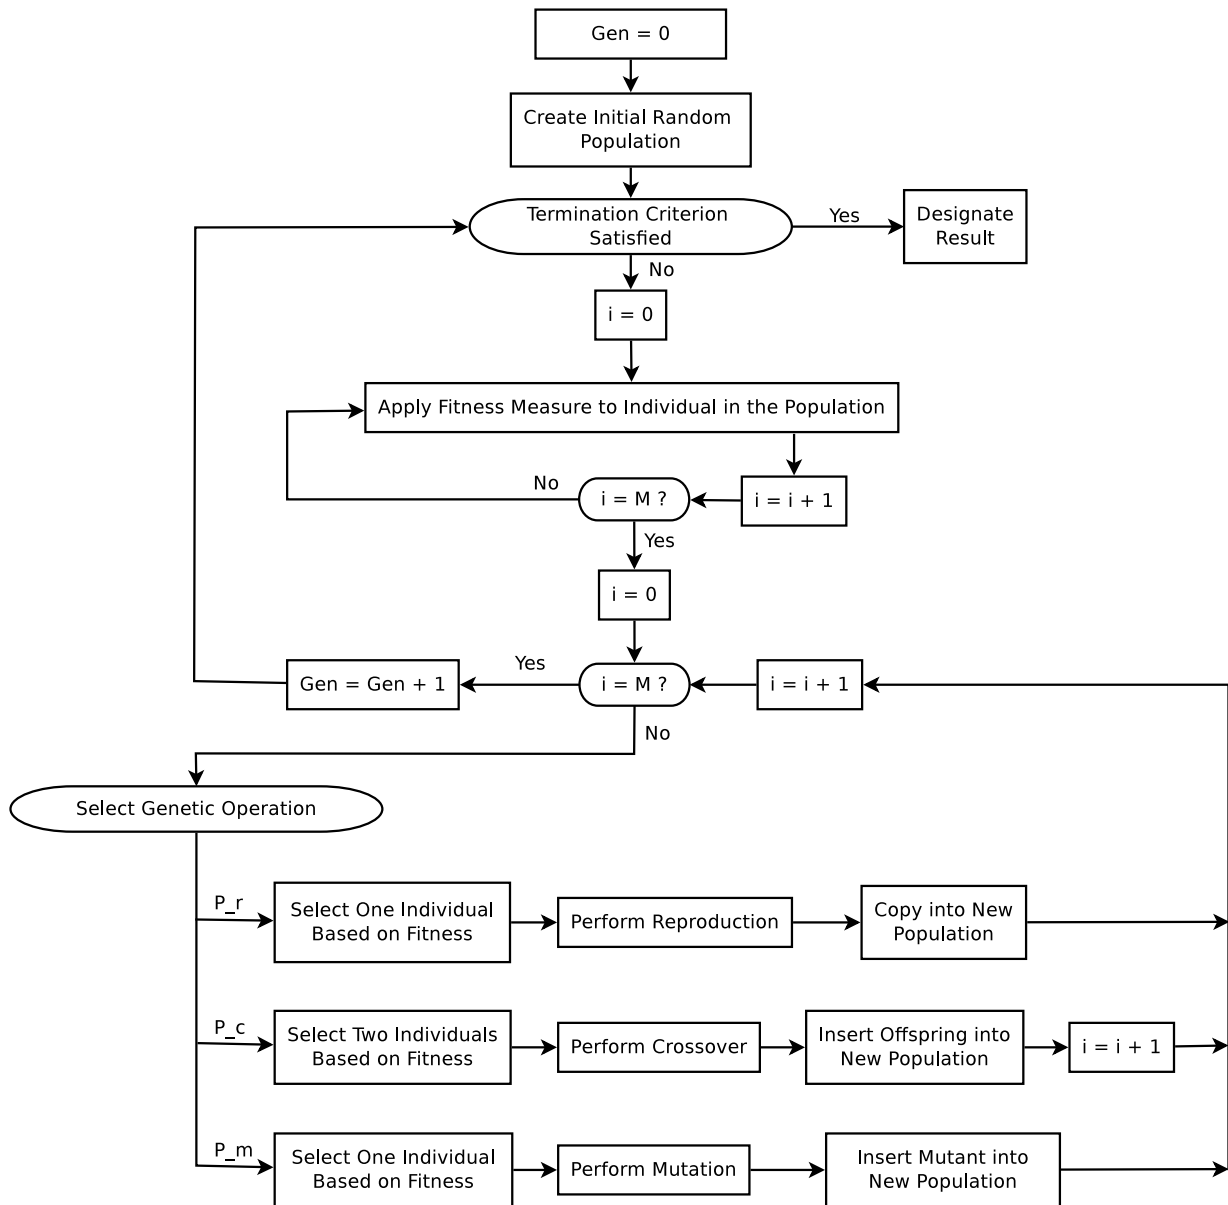 Gen = 0
Create Initial Random
Population
Termination Criterion
Satisfied
Yes
Designate
Result
No
i = 0
Apply Fitness Measure to Individual in the Population
No
i = M ?
i = i + 1
Yes
i = 0
Gen = Gen + 1
Yes
i = M ?
i = i + 1
No
Select Genetic Operation
P_r
Select One Individual
Based on Fitness
Perform Reproduction
Copy into New
Population
P_c
Select Two Individuals
Based on Fitness
Perform Crossover
Insert Offspring into
New Population
i = i + 1
P_m
Select One Individual
Based on Fitness
Perform Mutation
Insert Mutant into
New Population